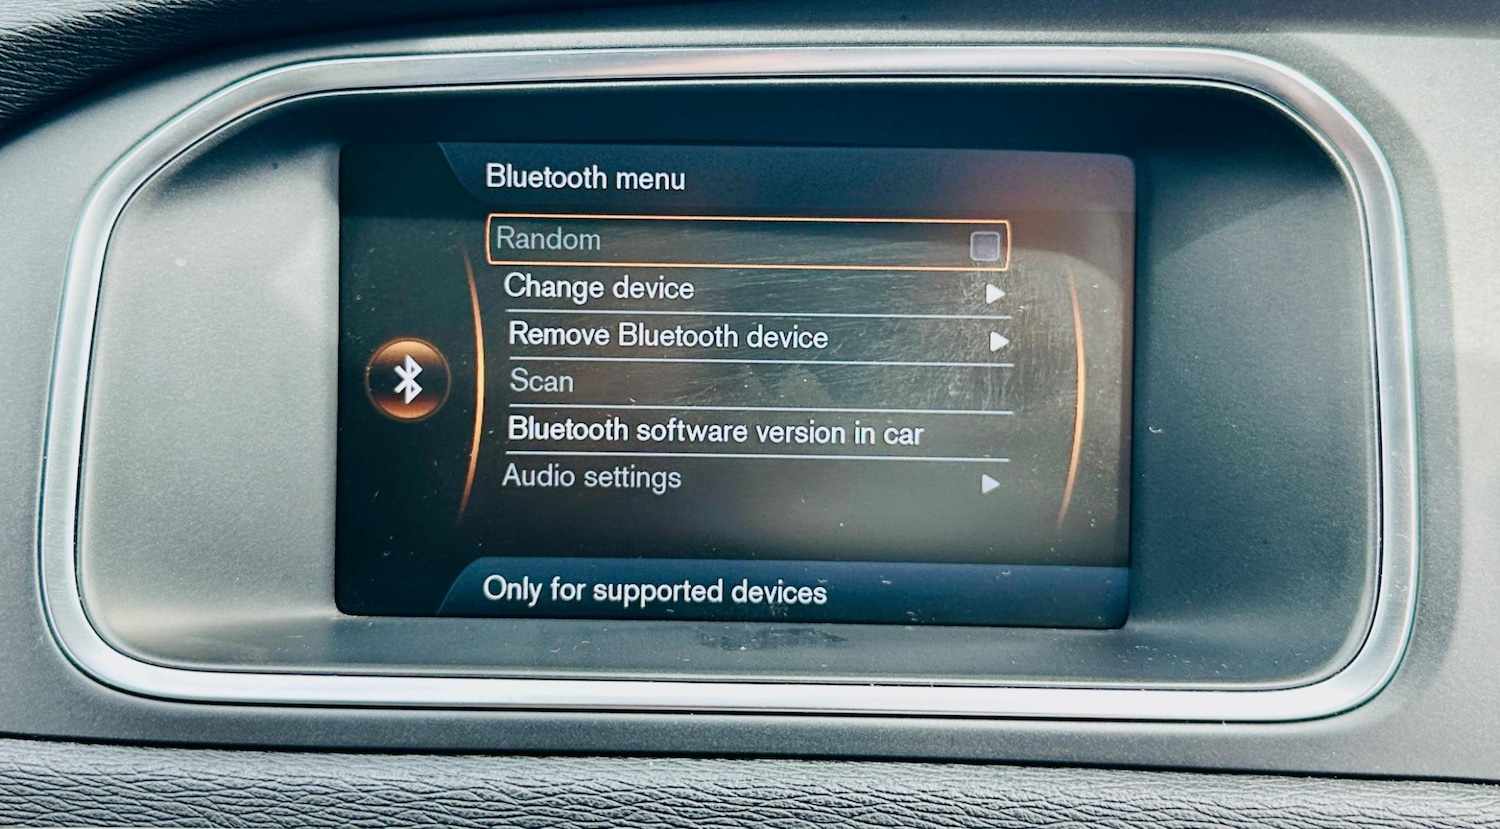 Bluetooth menu
Random
Change device
Remove Bluetooth device
Scan
Bluetooth software version in car
Audio settings
Only for supported devices